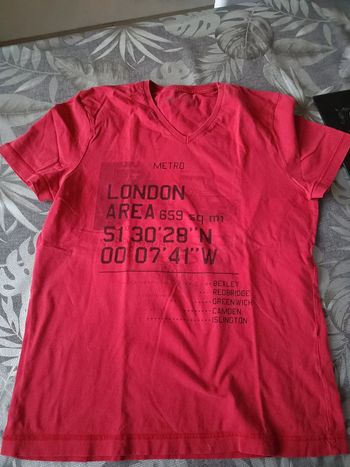 METRO
LONDON
AREA 659 sq mi
51 30'28"N
00 07'41"W
BEXLEY
REDBRIDGE
GREENWICH
CAMDEN
ISLINGTON